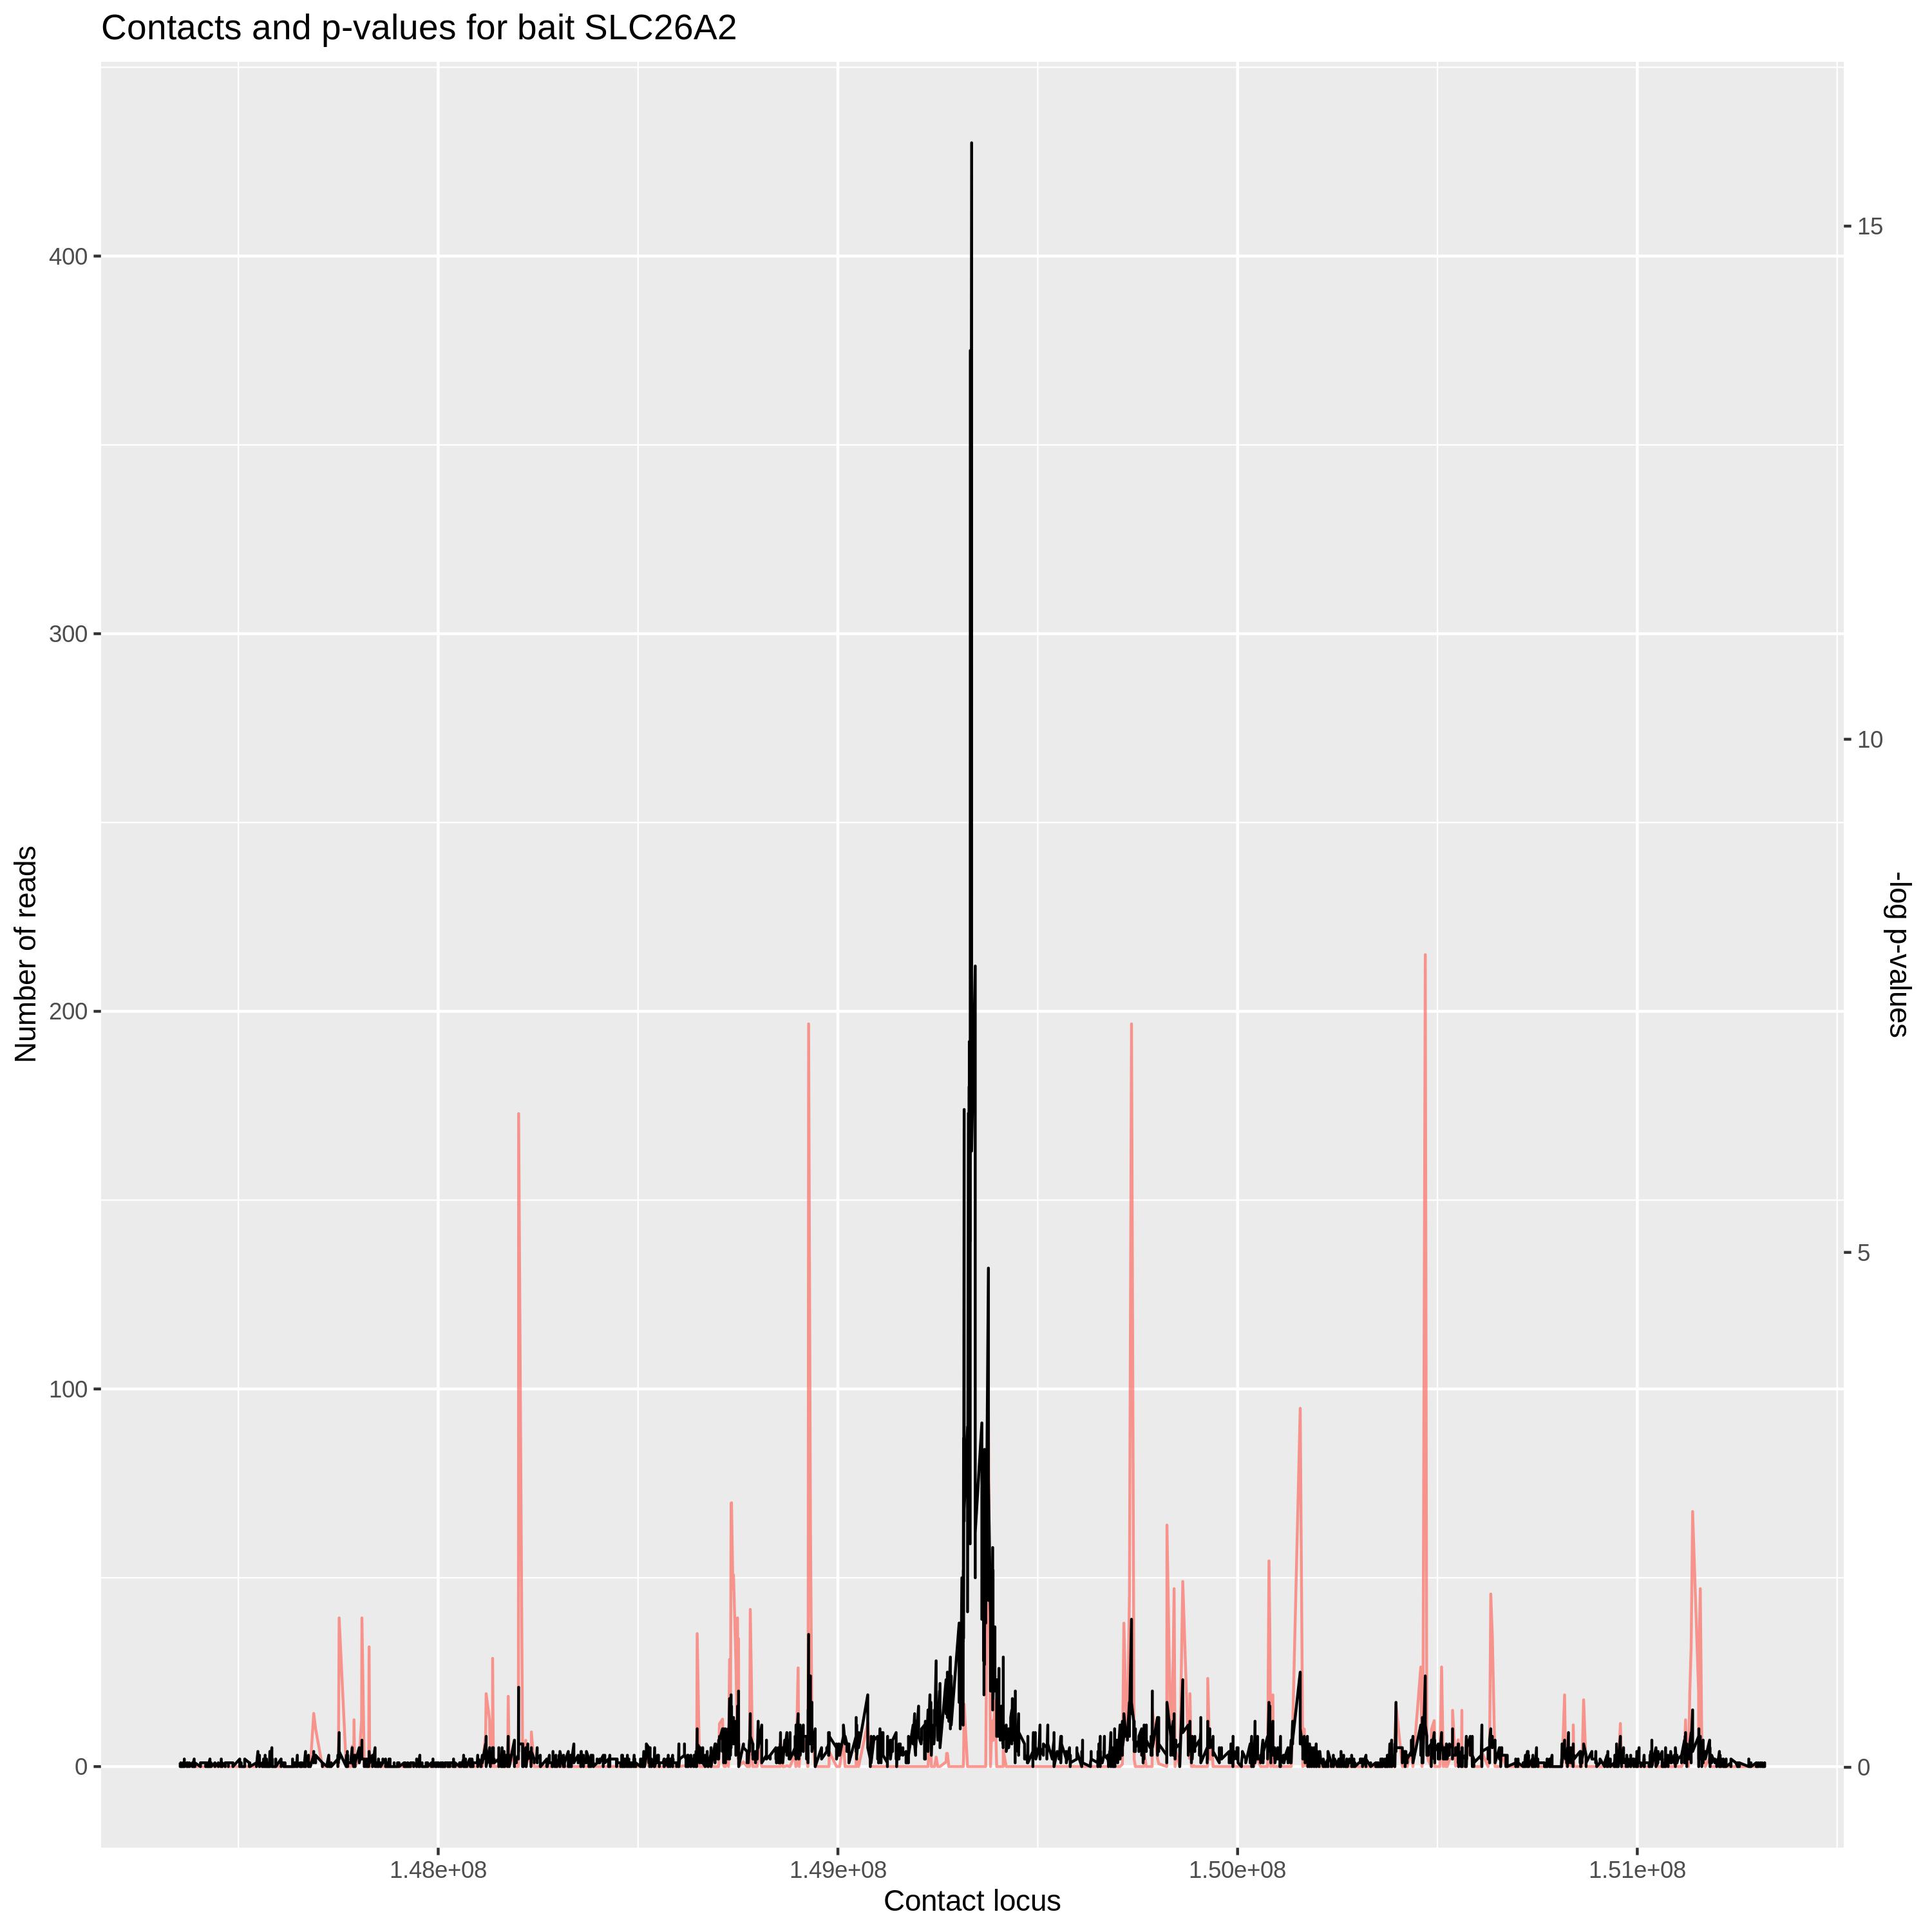 Contacts and p-values for bait SLC26A2
Number of reads
400
300
200
100
0
15
10
5
0
-log p-values
1.48e+08
1.49e+08
1.50e+08
1.51e+08
Contact locus